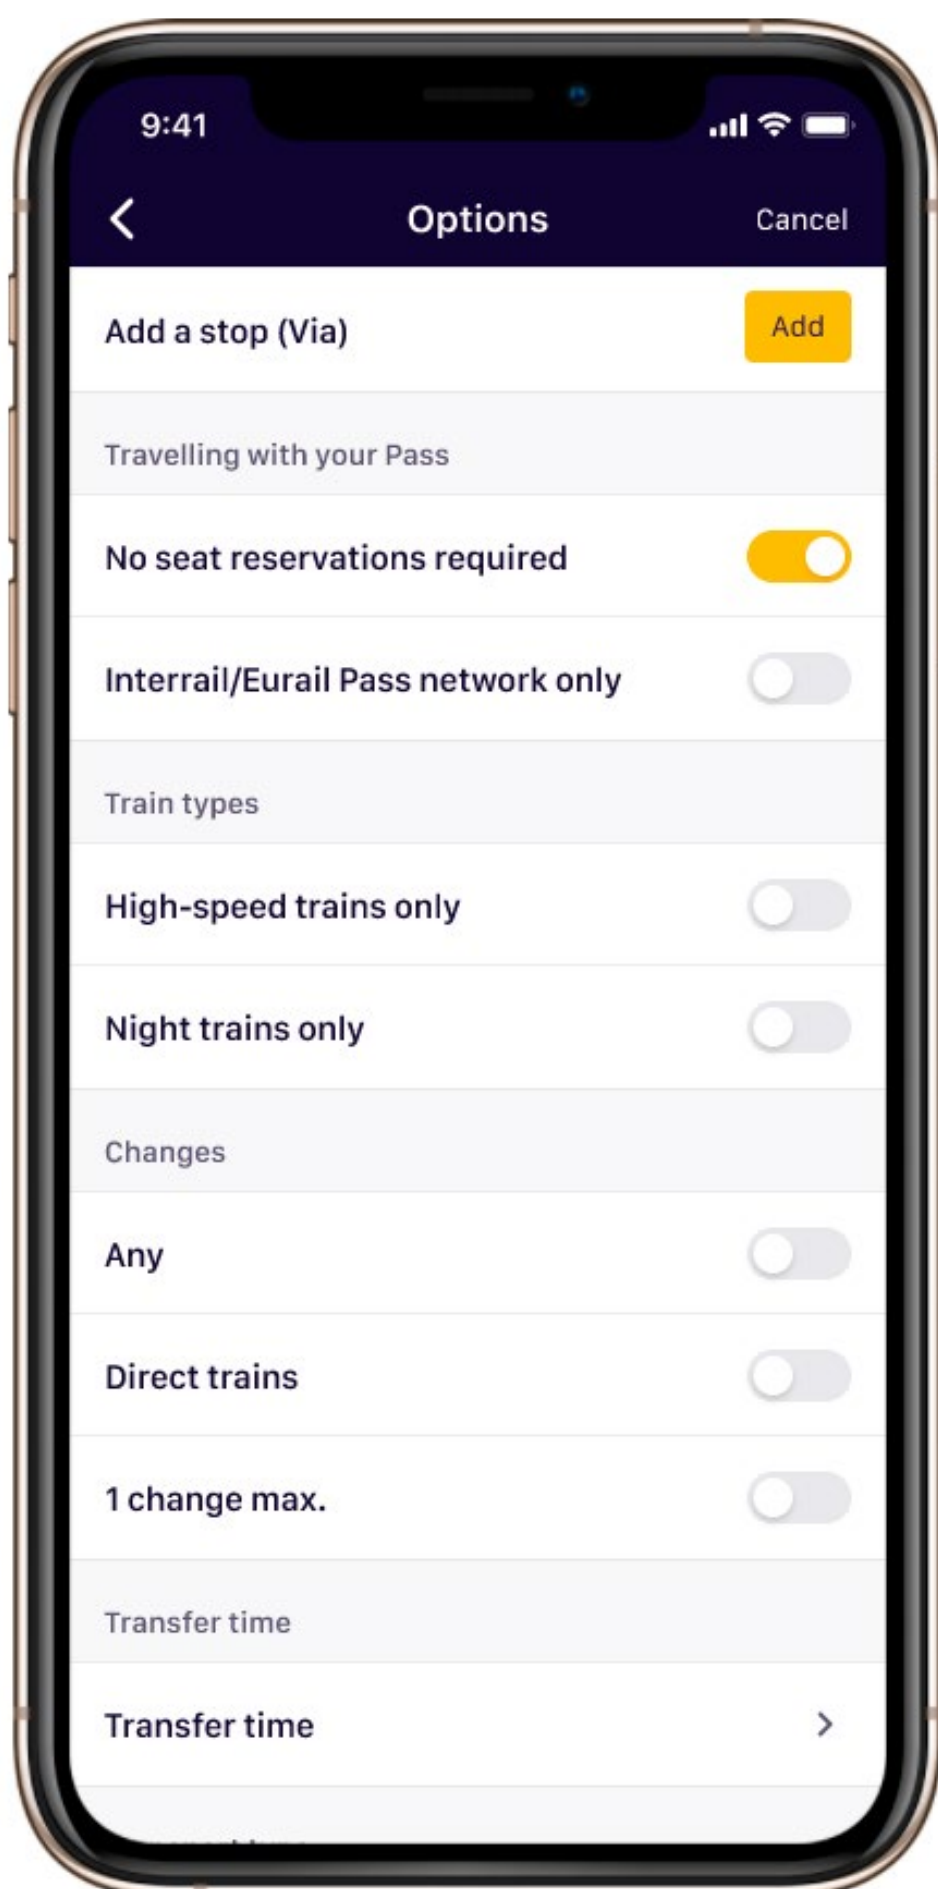 9:41
Options
Cancel
Add a stop (Via)
Add
Travelling with your Pass
No seat reservations required
Interrail/Eurail Pass network only
Train types
High-speed trains only
Night trains only
Changes
Any
Direct trains
1 change max.
Transfer time
Transfer time